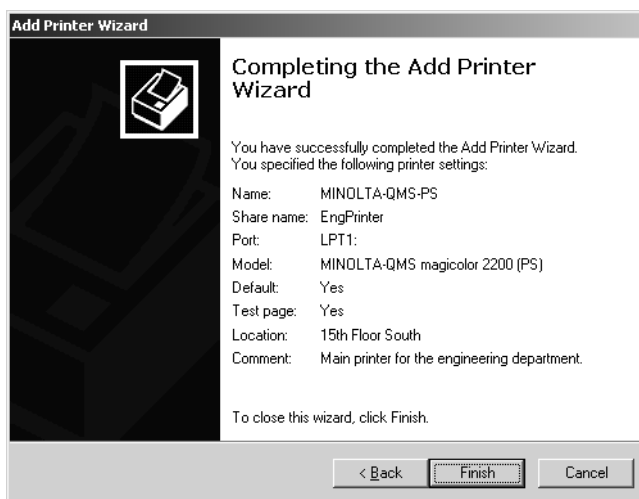 Add Printer Wizard
Completing the Add Printer
Wizard
You have successfully completed the Add Printer Wizard.
You specified the following printer settings:
Name: MINOLTA-QMS-PS
Share name: EngPrinter
Port: LPT1:
Model: MINOLTA-QMS magicolor 2200 (PS)
Default: Yes
Test page: Yes
Location: 15th Floor South
Comment: Main printer for the engineering department.
To close this wizard, click Finish.
< Back Finish Cancel